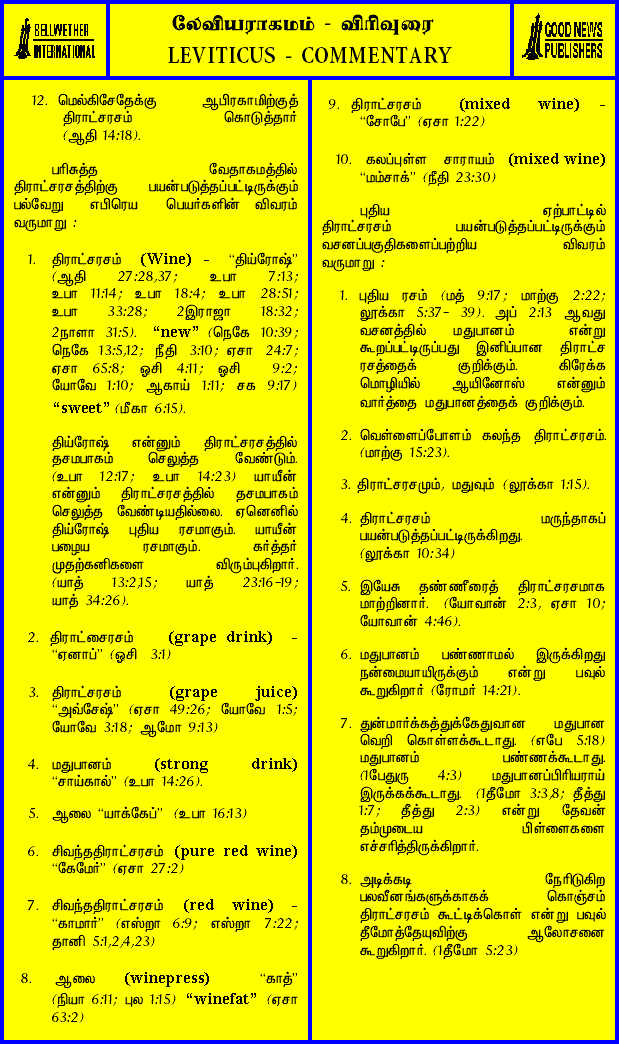 BELLWETHER
INTERNATIONAL
லேவியராகமம் - விரிவுரை
LEVITICUS - COMMENTARY
GOOD NEWS
PUBLISHERS
12. மெல்கிசேதேக்கு ஆபிரகாமிற்குத்
திராட்சரசம் கொடுத்தார்
(ஆதி 14:18).
பரிசுத்த வேதாகமத்தில்
திராட்சரசத்திற்கு பயன்படுத்தப்பட்டிருக்கும்
பல்வேறு எபிரெய பெயர்களின் விவரம்
வருமாறு :
1. திராட்சரசம் (Wine) - “திய்ரோஷ்”
(ஆதி 27:28,37; உபா 7:13;
உபா 11:14; உபா 18:4; உபா 28:51;
உபா 33:28; 2இராஜா 18:32;
2நாளா 31:5). “new” (நெகே 10:39;
நெகே 13:5,12; நீதி 3:10; ஏசா 24:7;
ஏசா 65:8; ஓசி 4:11; ஓசி 9:2;
யோவே 1:10; ஆகாய் 1:11; சக 9:17)
“sweet” (மீகா 6:15).
திய்ரோஷ் என்னும் திராட்சரசத்தில்
தசமபாகம் செலுத்த வேண்டும்.
(உபா 12:17; உபா 14:23) யாயீன்
என்னும் திராட்சரசத்தில் தசமபாகம்
செலுத்த வேண்டியதில்லை. ஏனெனில்
திய்ரோஷ் புதிய ரசமாகும். யாயீன்
பழைய ரசமாகும். கர்த்தர்
முதற்கனிகளை விரும்புகிறார்.
(யாத் 13:2,15; யாத் 23:16-19;
யாத் 34:26).
2. திராட்சைரசம் (grape drink) -
“ஏனாப்” (ஓசி 3:1)
3. திராட்சரசம் (grape juice)
“அவ்சேஷ்” (ஏசா 49:26; யோவே 1:5;
யோவே 3:18; ஆமோ 9:13)
4. மதுபானம் (strong drink)
“சாய்கால்” (உபா 14:26).
5. ஆலை “யாக்கேப்” (உபா 16:13)
6. சிவந்ததிராட்சரசம் (pure red wine)
“கேமேர்” (ஏசா 27:2)
7. சிவந்ததிராட்சரசம் (red wine) -
“காமார்” (எஸ்றா 6:9; எஸ்றா 7:22;
தானி 5:1,2,4,23)
8. ஆலை (winepress) “காத்”
(நியா 6:11; புல 1:15) “winefat” (ஏசா
63:2)
9. திராட்சரசம் (mixed wine) -
“சோபே” (ஏசா 1:22)
10. கலப்புள்ள சாராயம் (mixed wine)
“மம்சாக்” (நீதி 23:30)
புதிய ஏற்பாட்டில்
திராட்சரசம் பயன்படுத்தப்பட்டிருக்கும்
வசனப்பகுதிகளைப்பற்றிய விவரம்
வருமாறு :
1. புதிய ரசம் (மத் 9:17; மாற்கு 2:22;
லூக்கா 5:37- 39). அப் 2:13 ஆவது
வசனத்தில் மதுபானம் என்று
கூறப்பட்டிருப்பது இனிப்பான திராட்ச
ரசத்தைக் குறிக்கும். கிரேக்க
மொழியில் ஆயினோஸ் என்னும்
வார்த்தை மதுபானத்தைக் குறிக்கும்.
2. வெள்ளைப்போளம் கலந்த திராட்சரசம்.
(மாற்கு 15:23).
3. திராட்சரசமும், மதுவும் (லூக்கா 1:15).
4. திராட்சரசம் மருந்தாகப்
பயன்படுத்தப்பட்டிருக்கிறது.
(லூக்கா 10:34)
5. இயேசு தண்ணீரைத் திராட்சரசமாக
மாற்றினார். (யோவான் 2:3, ஏசா 10;
யோவான் 4:46).
6. மதுபானம் பண்ணாமல் இருக்கிறது
நன்மையாயிருக்கும் என்று பவுல்
கூறுகிறார் (ரோமர் 14:21).
7. துன்மார்க்கத்துக்கேதுவான மதுபான
வெறி கொள்ளக்கூடாது. (எபே 5:18)
மதுபானம் பண்ணக்கூடாது.
(1பேதுரு 4:3) மதுபானப்பிரியராய்
இருக்கக்கூடாது. (1தீமோ 3:3,8; தீத்து
1:7; தீத்து 2:3) என்று தேவன்
தம்முடைய பிள்ளைகளை
எச்சரித்திருக்கிறார்.
8. அடிக்கடி நேரிடுகிற
பலவீனங்களுக்காகக் கொஞ்சம்
திராட்சரசம் கூட்டிக்கொள் என்று பவுல்
தீமோத்தேயுவிற்கு ஆலோசனை
கூறுகிறார். (1தீமோ 5:23)